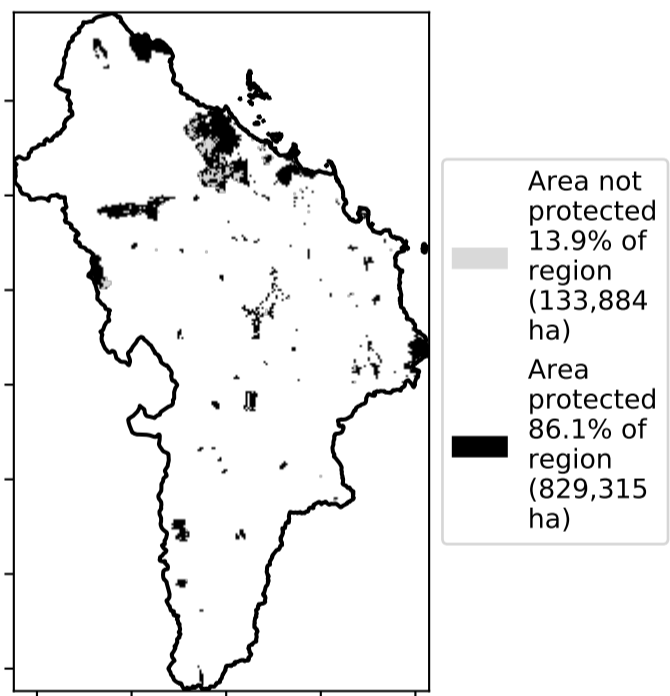 Area not
protected
13.9% of
region
(133,884
ha)
Area
protected
86.1% of
region
(829,315
ha)